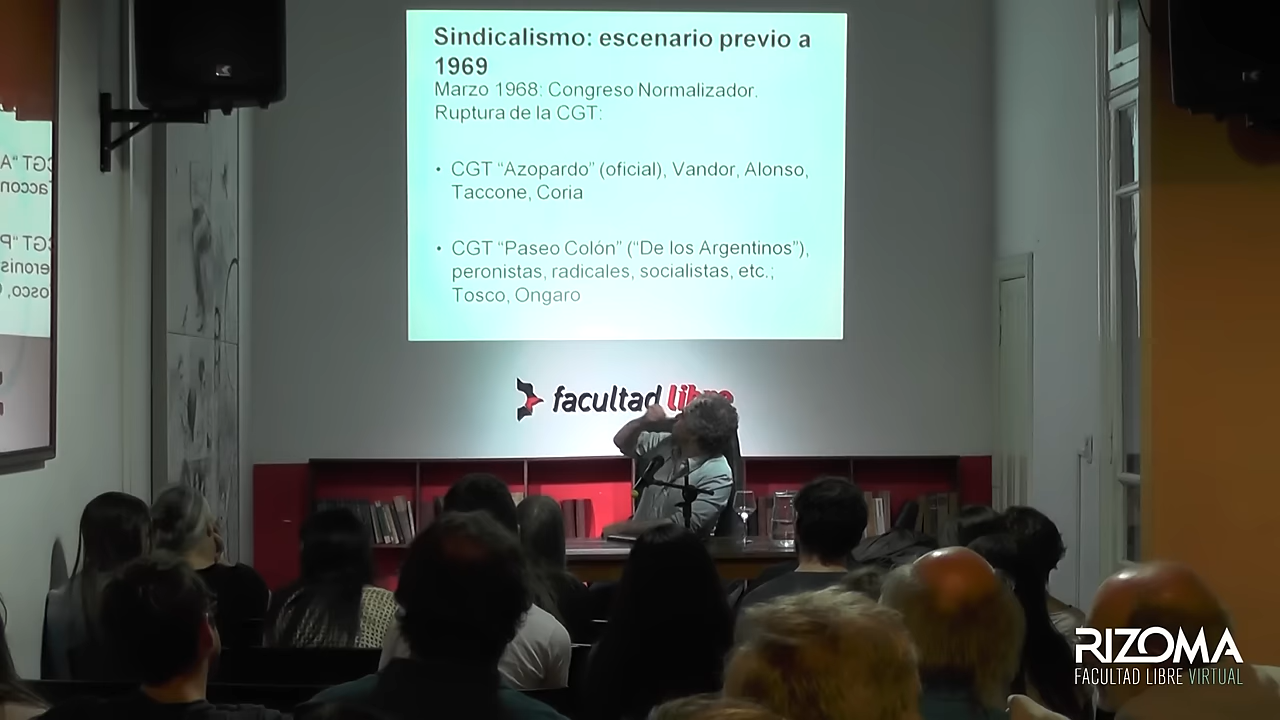 Sindicalismo: escenario previo a
1969
Marzo 1968: Congreso Normalizador.
Ruptura de la CGT:
• CGT “Azopardo” (oficial), Vandor, Alonso,
Taccone, Coria
• CGT “Paseo Colón” (“De los Argentinos”),
peronistas, radicales, socialistas, etc.;
Tosco, Ongaro
facultad libre
RIZOMA
FACULTAD LIBRE VIRTUAL